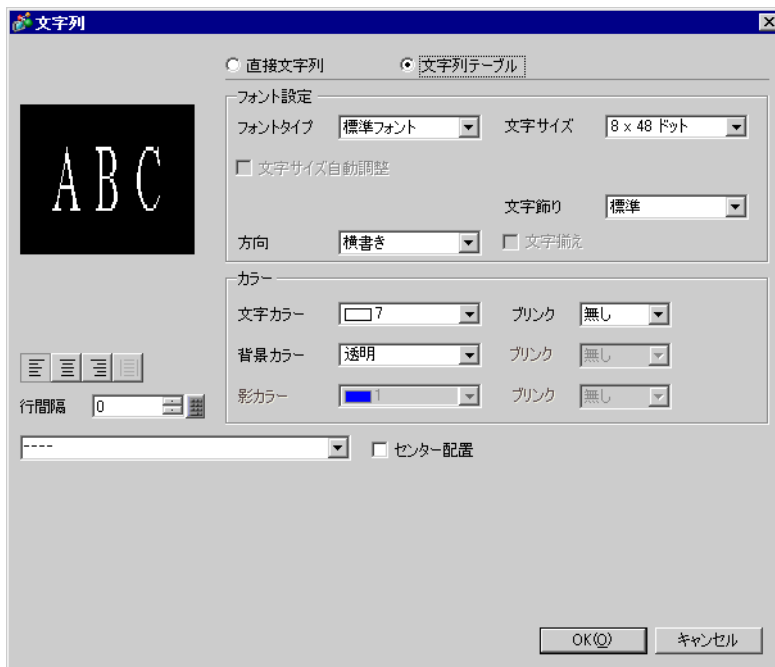 文字列
直接文字列 文字列テーブル
フォント設定
フォントタイプ 標準フォント 文字サイズ 8 x 48 ドット
文字サイズ自動調整
ABC
文字飾り 標準
方向 横書き 文字揃え
カラー
文字カラー 7 ブリンク 無し
背景カラー 透明 ブリンク 無し
影カラー 1 ブリンク 無し
行間隔 0
---- センター配置
OK(O) キャンセル